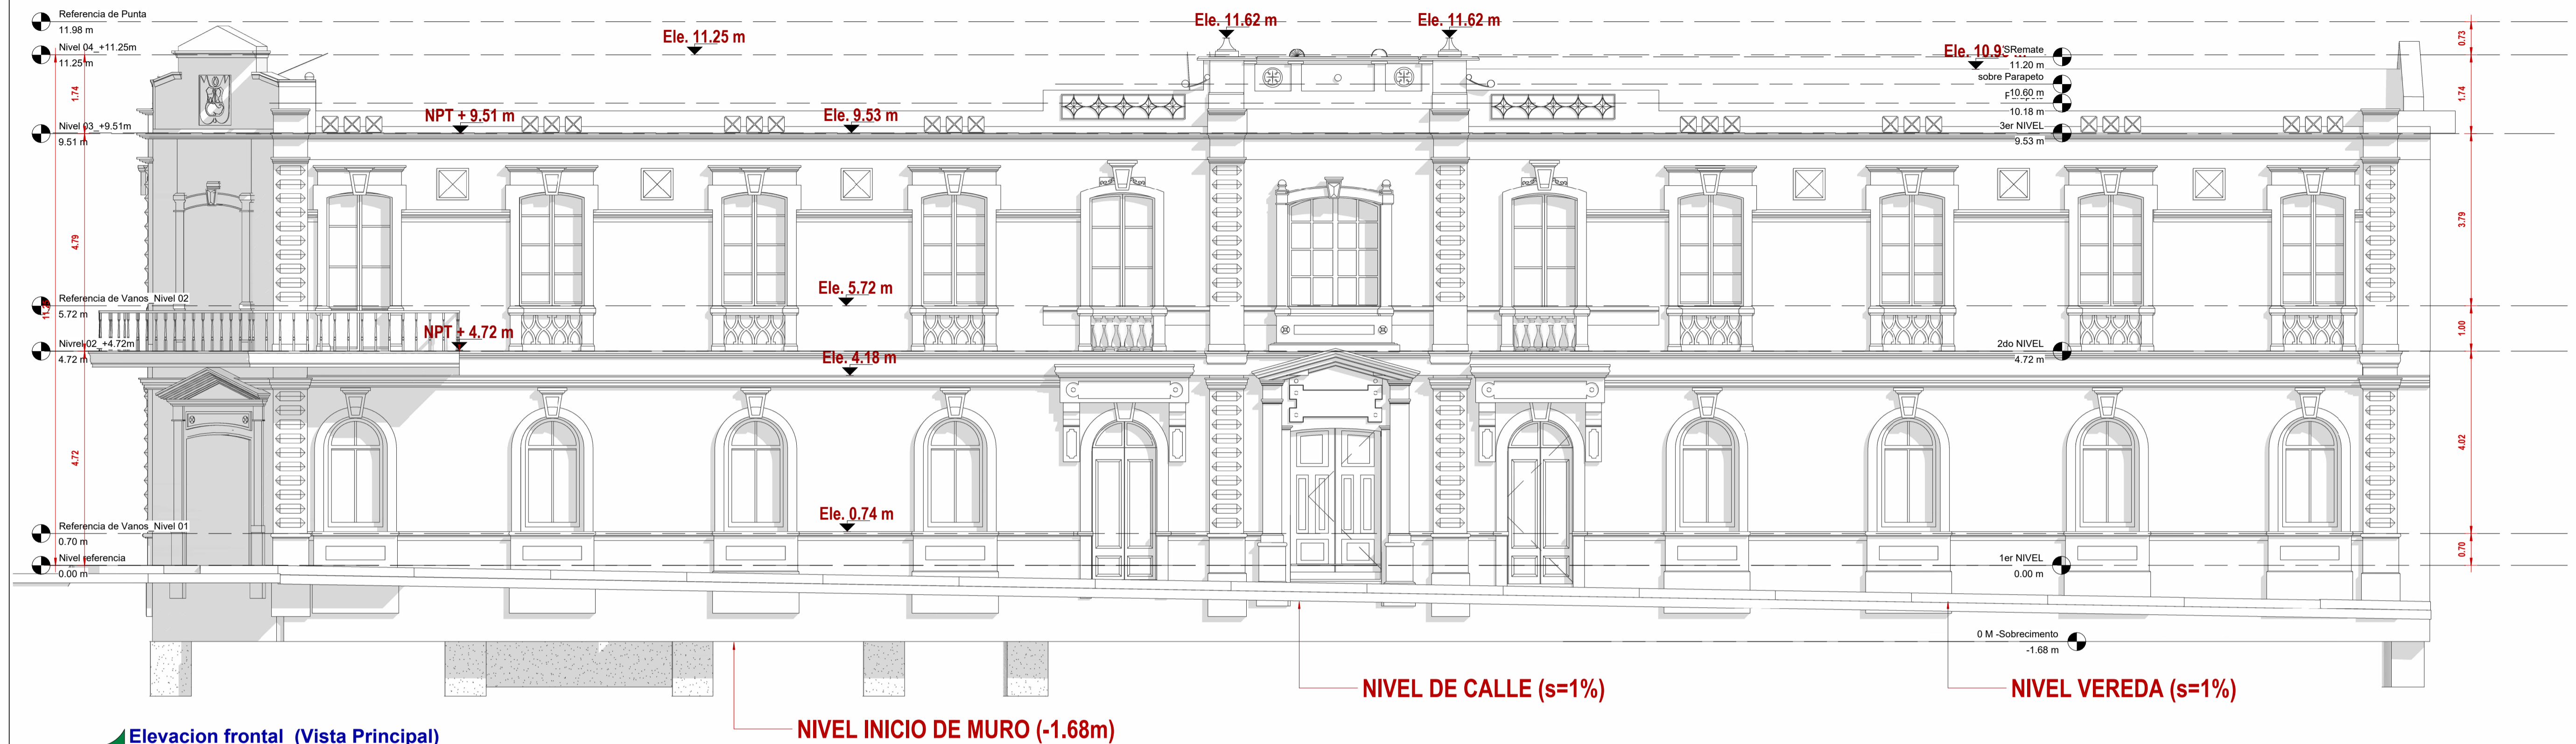 Referencia de Punta
11.98 m
Nivel 04_+11.25m
11.25 m
Nivel 03_+9.51m
9.51 m
Referencia de Vanos_Nivel 02
5.72 m
Nivrel 02_+4.72m
4.72 m
Referencia de Vanos_Nivel 01
0.70 m
Nivel referencia
0.00 m
1.74
4.79
4.72
Ele. 11.25 m
Ele. 11.62 m
Ele. 11.62 m
Ele. 10.9
NPT + 9.51 m
Ele. 9.53 m
Ele. 5.72 m
NPT + 4.72 m
Ele. 4.18 m
Ele. 0.74 m
SRemate
11.20 m
sobre Parapeto
10.60 m
10.18 m
3er NIVEL
9.53 m
2do NIVEL
4.72 m
1er NIVEL
0.00 m
0 M -Sobrecimento
-1.68 m
0.73
1.74
3.79
1.00
4.02
0.70
NIVEL DE CALLE (s=1%)
NIVEL VEREDA (s=1%)
NIVEL INICIO DE MURO (-1.68m)
Elevacion frontal (Vista Principal)